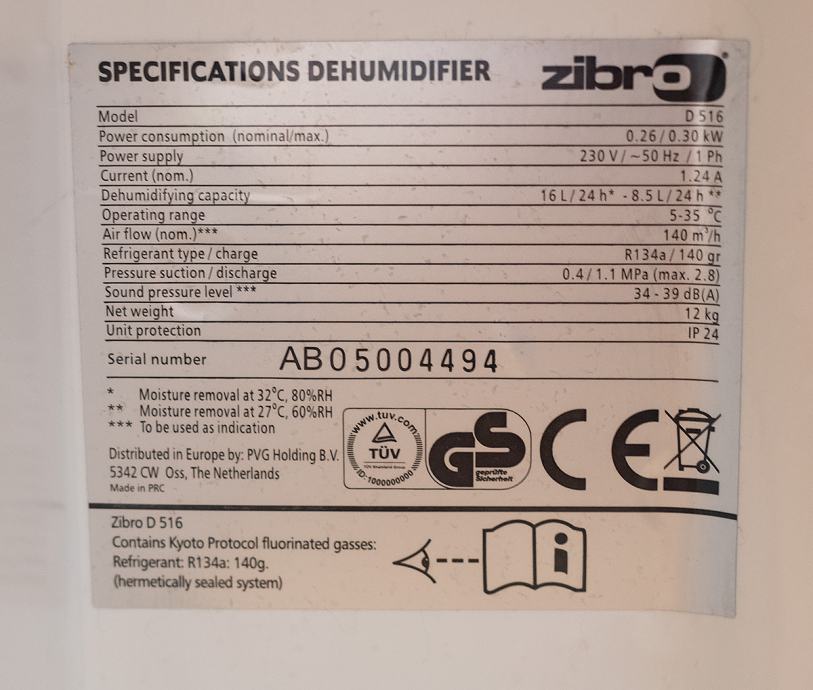 SPECIFICATIONS DEHUMIDIFIER zibro
Model D 516
Power consumption (nominal/max.) 0.26 / 0.30 kW
Power supply 230 V / ~50 Hz / 1 Ph
Current (nom.) 1.24 A
Dehumidifying capacity 16 L / 24 h* - 8.5 L / 24 h **
Operating range 5-35 °C
Air flow (nom.)*** 140 m³/h
Refrigerant type / charge R134a / 140 gr
Pressure suction / discharge 0.4 / 1.1 MPa (max. 2.8)
Sound pressure level *** 34 - 39 dB(A)
Net weight 12 kg
Unit protection IP 24
Serial number AB05004494
* Moisture removal at 32°C, 80%RH
** Moisture removal at 27°C, 60%RH
*** To be used as indication
Distributed in Europe by: PVG Holding B.V.
5342 CW Oss, The Netherlands
Made in PRC
www.tuv.com
TÜV
TÜV Rheinland Group
ID:1000000000
GS
geprüfte
Sicherheit
CE
Zibro D 516
Contains Kyoto Protocol fluorinated gasses:
Refrigerant: R134a: 140g.
(hermetically sealed system)
i